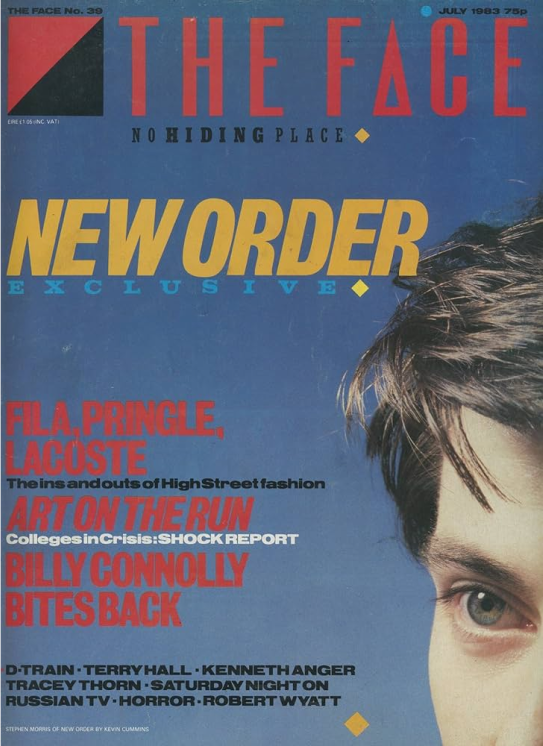 THE FACE No. 39
JULY 1983 75p
THE FACE
EIRE £1.05 (INC. VAT)
NO HIDING PLACE
NEW ORDER
EXCLUSIVE
FILA, PRINGLE,
LACOSTE
The ins and outs of High Street fashion
ART ON THE RUN
Colleges in Crisis: SHOCK REPORT
BILLY CONNOLLY
BITES BACK
D-TRAIN · TERRY HALL · KENNETH ANGER
TRACEY THORN · SATURDAY NIGHT ON
RUSSIAN TV · HORROR · ROBERT WYATT
STEPHEN MORRIS OF NEW ORDER BY KEVIN CUMMINS